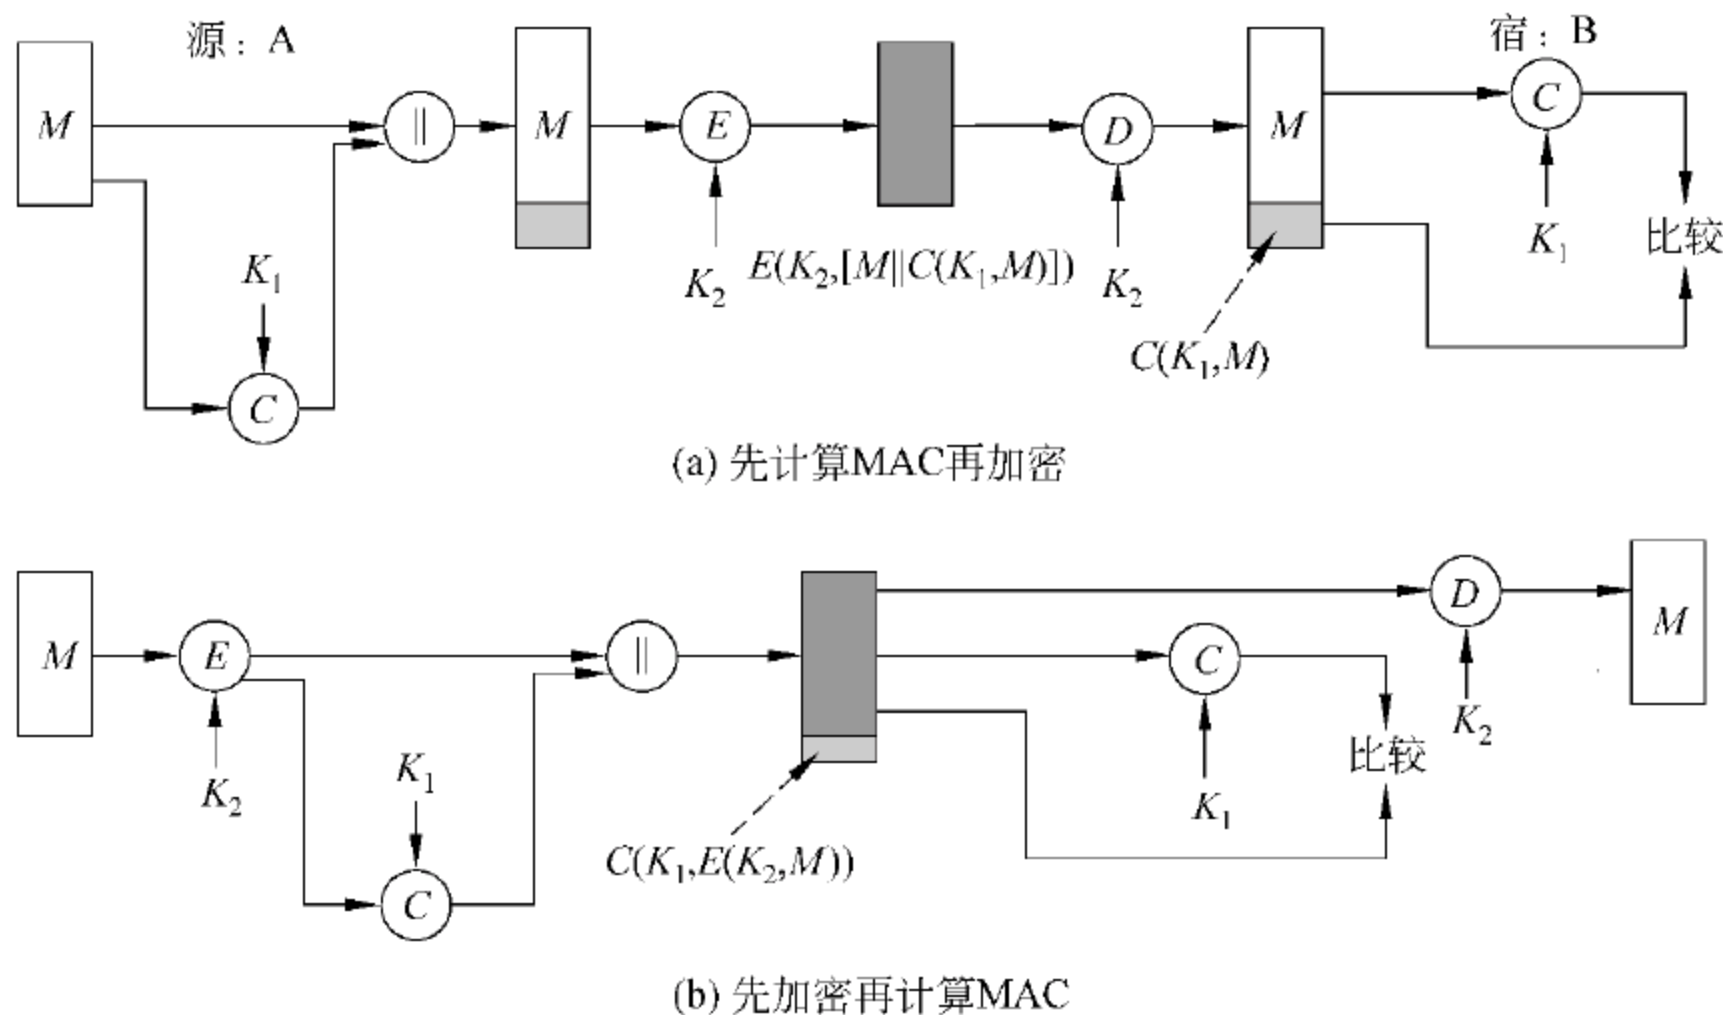 源：A
宿：B
M
||
M
E
D
M
C
K₁
C
K₂
E(K₂,[M||C(K₁,M)])
K₂
C(K₁,M)
K₁
比较
(a) 先计算MAC再加密
M
E
||
C
D
M
K₂
K₁
C
C(K₁,E(K₂,M))
K₁
比较
K₂
(b) 先加密再计算MAC